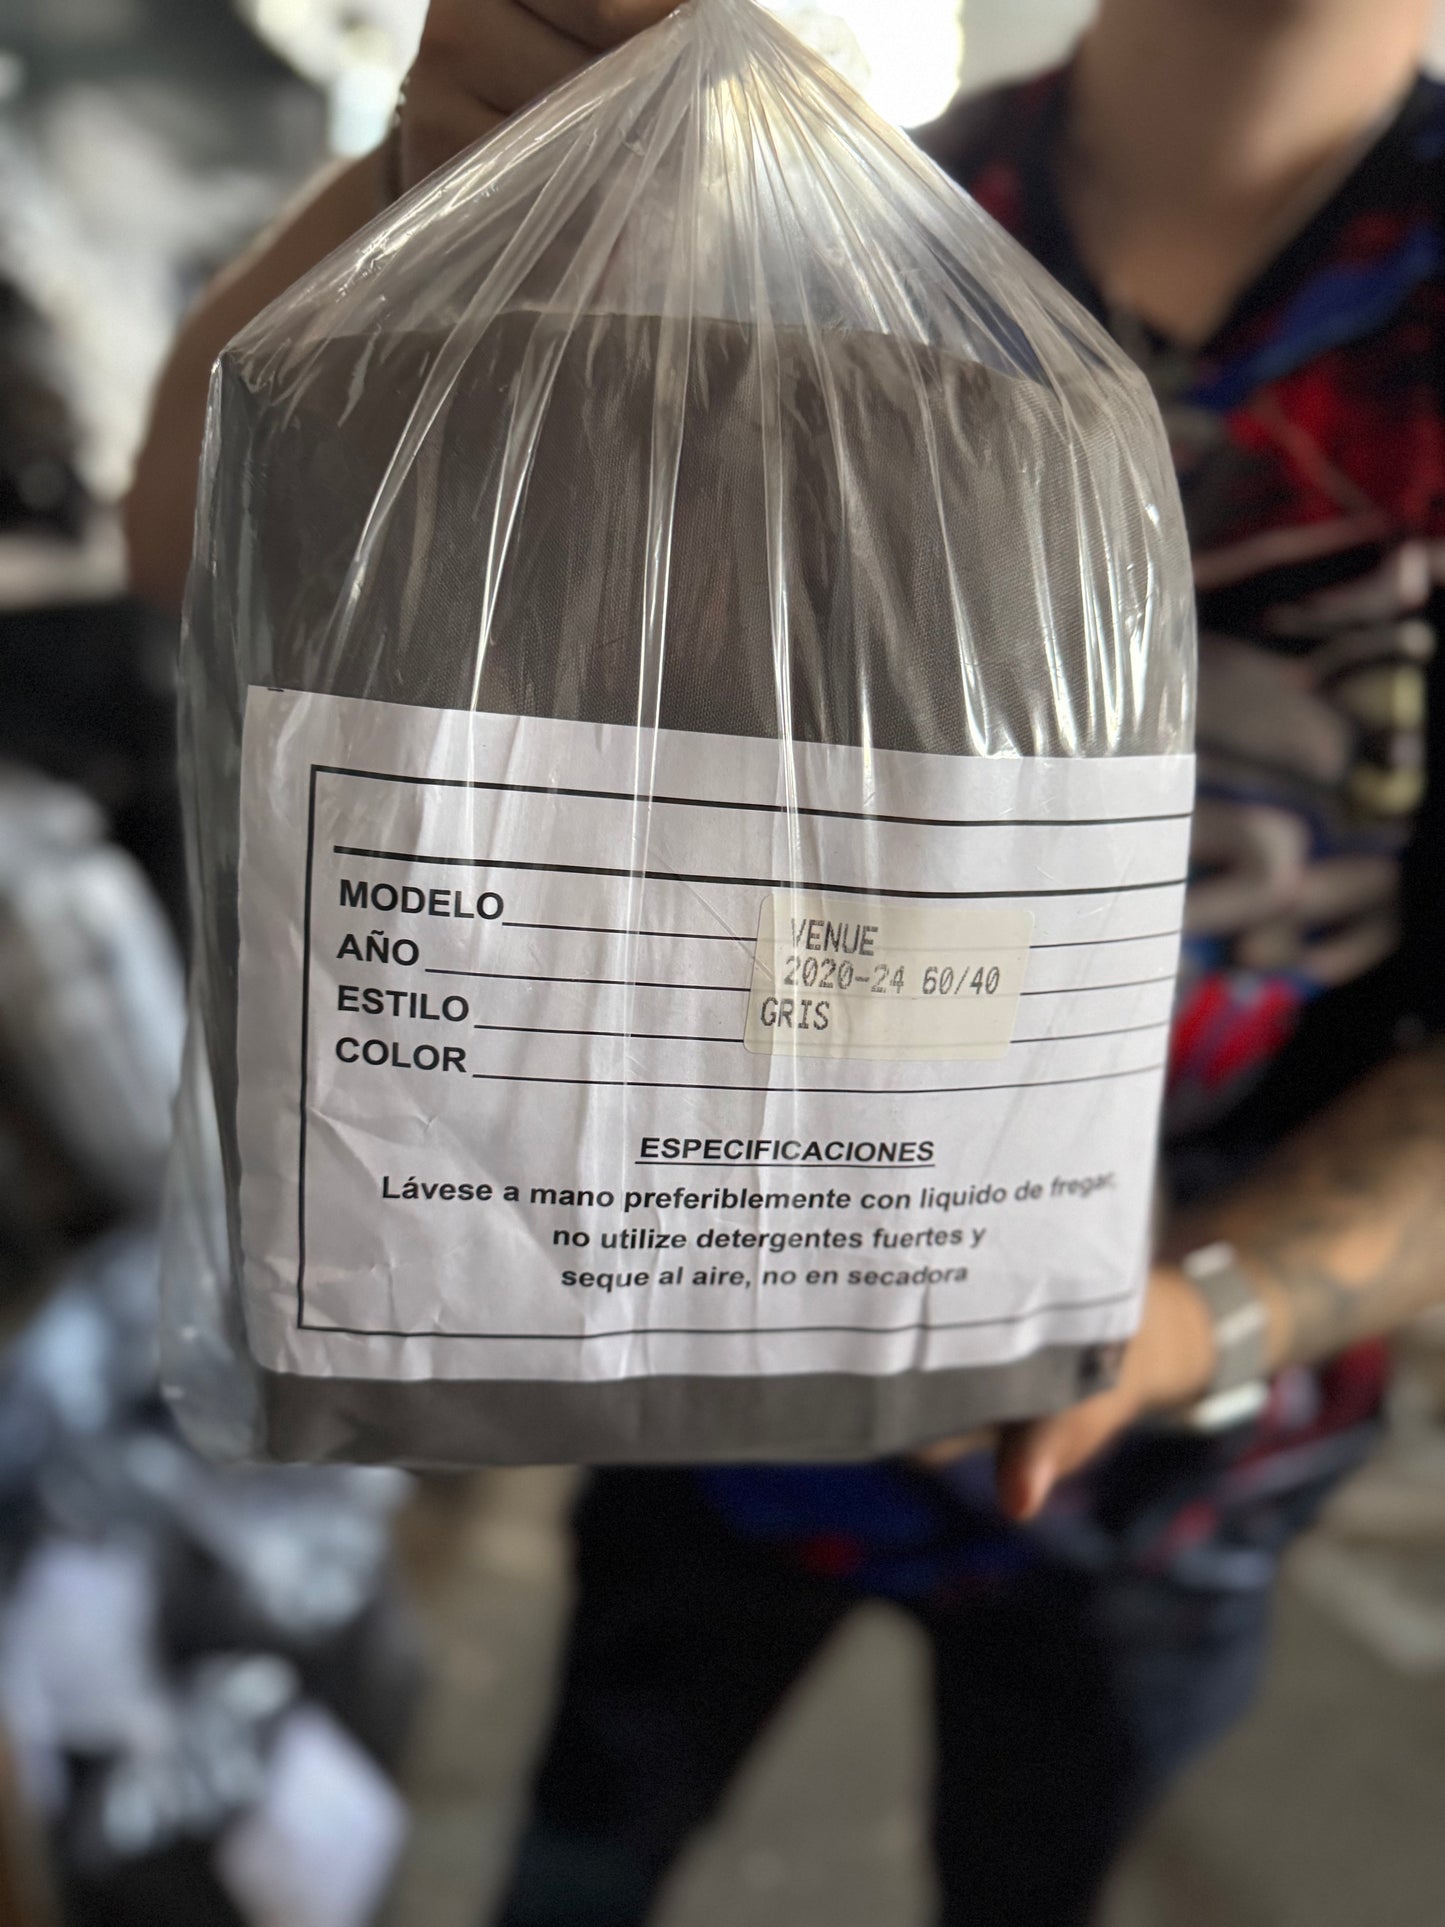 MODELO
AÑO
ESTILO
COLOR
VENUE
2020-24 60/40
GRIS
ESPECIFICACIONES
Lávese a mano preferiblemente con liquido de fregar,
no utilize detergentes fuertes y
seque al aire, no en secadora